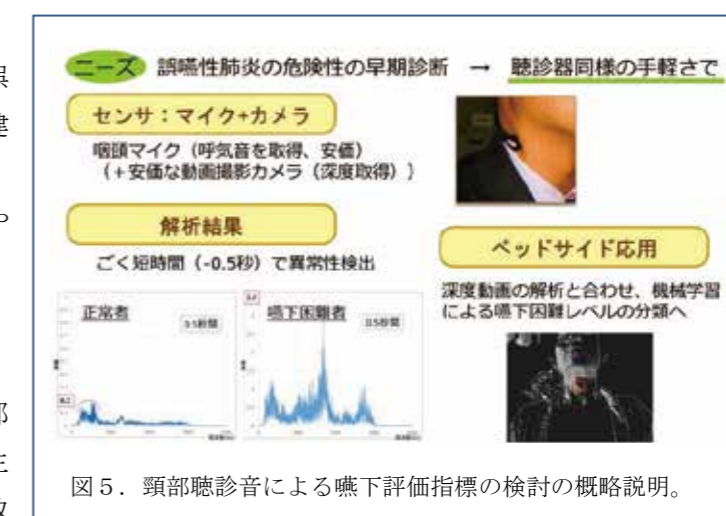 ニーズ 誤嚥性肺炎の危険性の早期診断 → 聴診器同様の手軽さで
センサ：マイク+カメラ
咽頭マイク（呼気音を取得、安価）
（+安価な動画撮影カメラ（深度取得））
解析結果
ごく短時間（-0.5秒）で異常性検出
正常者
嚥下困難者
0.5秒間
ベッドサイド応用
深度動画の解析と合わせ、機械学習
による嚥下困難レベルの分類へ
図５．頸部聴診音による嚥下評価指標の検討の概略説明。